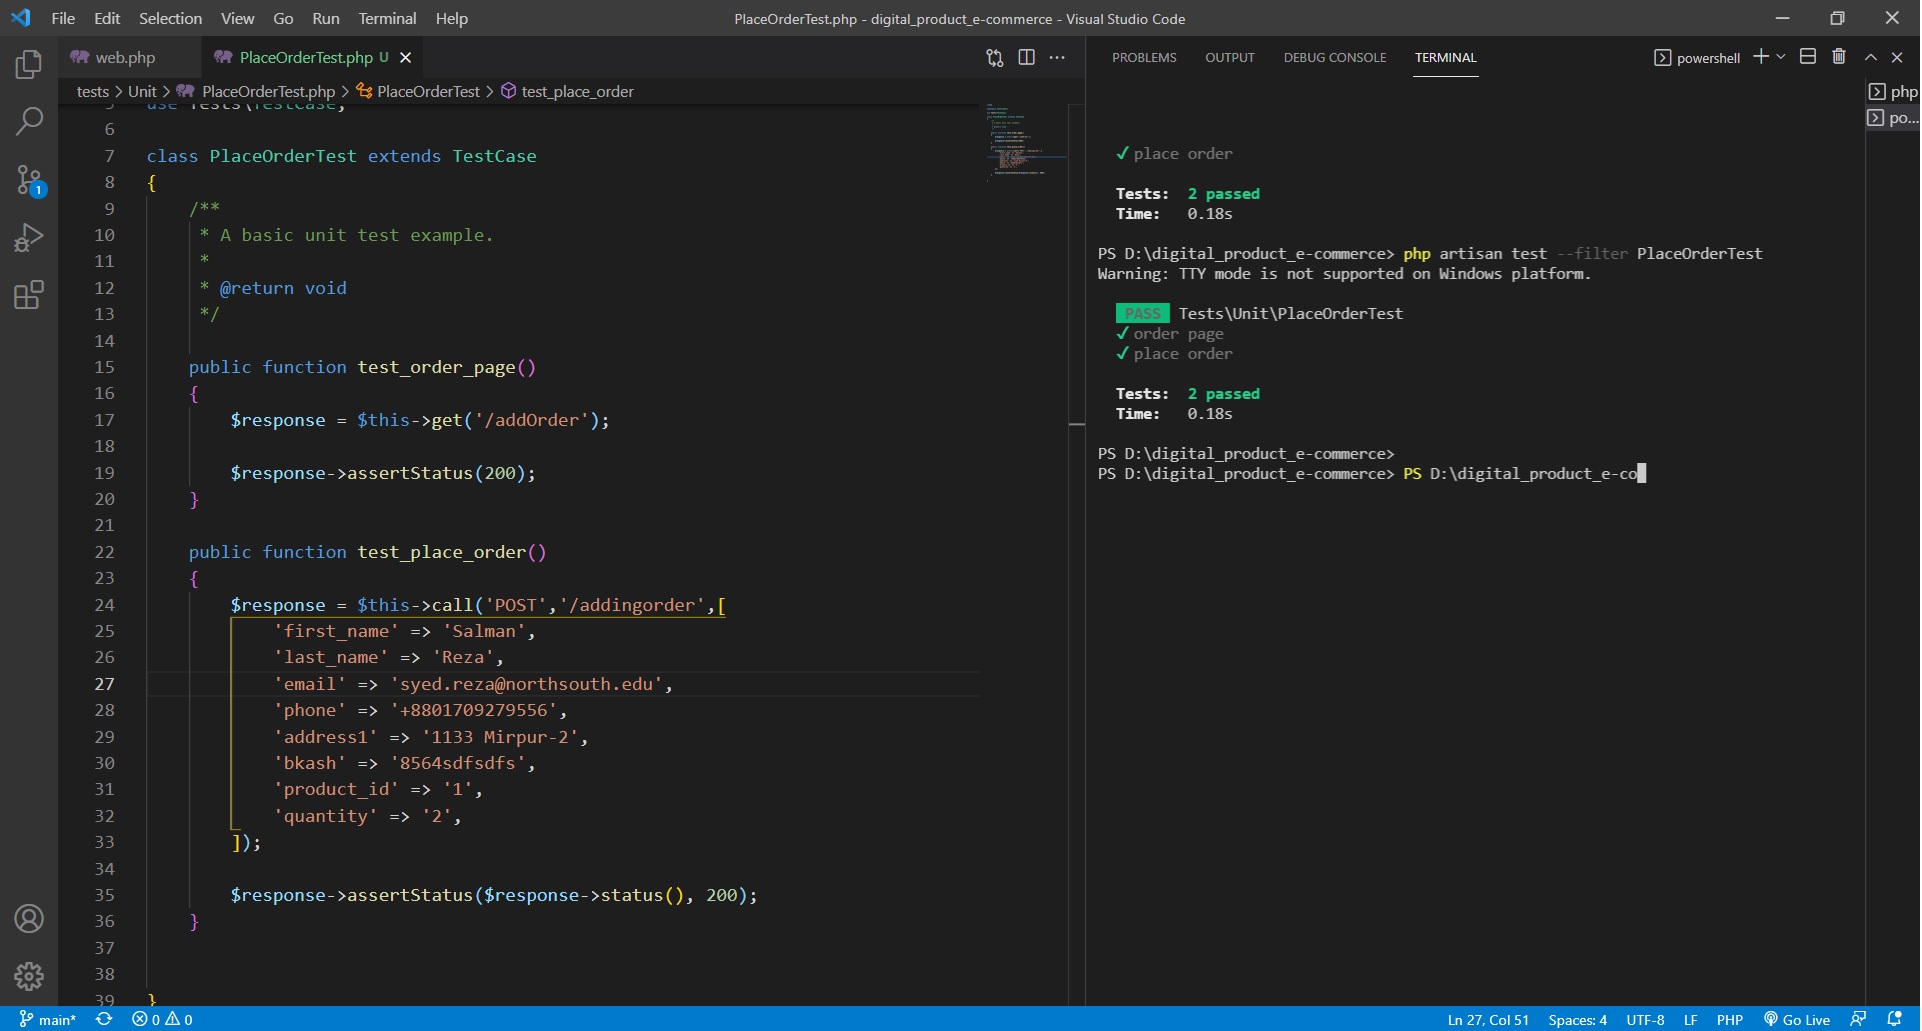 File Edit Selection View Go Run Terminal Help
PlaceOrderTest.php - digital_product_e-commerce - Visual Studio Code
web.php
PlaceOrderTest.php U
tests > Unit > PlaceOrderTest.php > PlaceOrderTest > test_place_order
5 use Tests\TestCase;
6
7 class PlaceOrderTest extends TestCase
8 {
9 /**
10 * A basic unit test example.
11 *
12 * @return void
13 */
14
15 public function test_order_page()
16 {
17 $response = $this->get('/addOrder');
18
19 $response->assertStatus(200);
20 }
21
22 public function test_place_order()
23 {
24 $response = $this->call('POST','/addingorder',[
25 'first_name' => 'Salman',
26 'last_name' => 'Reza',
27 'email' => 'syed.reza@northsouth.edu',
28 'phone' => '+8801709279556',
29 'address1' => '1133 Mirpur-2',
30 'bkash' => '8564sdfsdfs',
31 'product_id' => '1',
32 'quantity' => '2',
33 ]);
34
35 $response->assertStatus($response->status(), 200);
36 }
37
38
39 }
PROBLEMS OUTPUT DEBUG CONSOLE TERMINAL
powershell
php
po...
✓ place order
Tests: 2 passed
Time: 0.18s
PS D:\digital_product_e-commerce> php artisan test --filter PlaceOrderTest
Warning: TTY mode is not supported on Windows platform.
PASS Tests\Unit\PlaceOrderTest
✓ order page
✓ place order
Tests: 2 passed
Time: 0.18s
PS D:\digital_product_e-commerce>
PS D:\digital_product_e-commerce> PS D:\digital_product_e-co
1
main* 0 0
Ln 27, Col 51 Spaces: 4 UTF-8 LF PHP Go Live